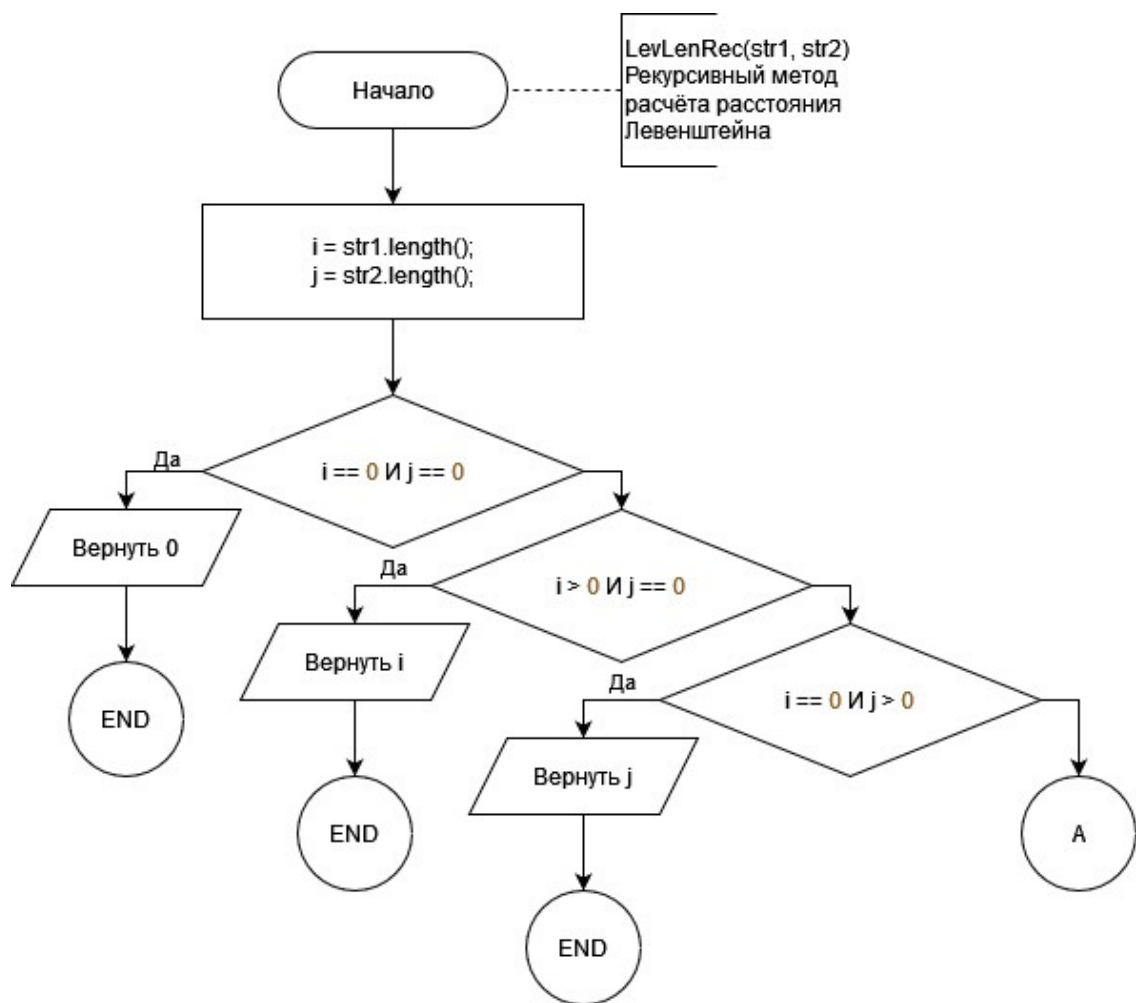 Начало
LevLenRec(str1, str2)
Рекурсивный метод
расчёта расстояния
Левенштейна
i = str1.length();
j = str2.length();
i == 0 И j == 0
Да
Вернуть 0
END
i > 0 И j == 0
Да
Вернуть i
END
i == 0 И j > 0
Да
Вернуть j
END
A